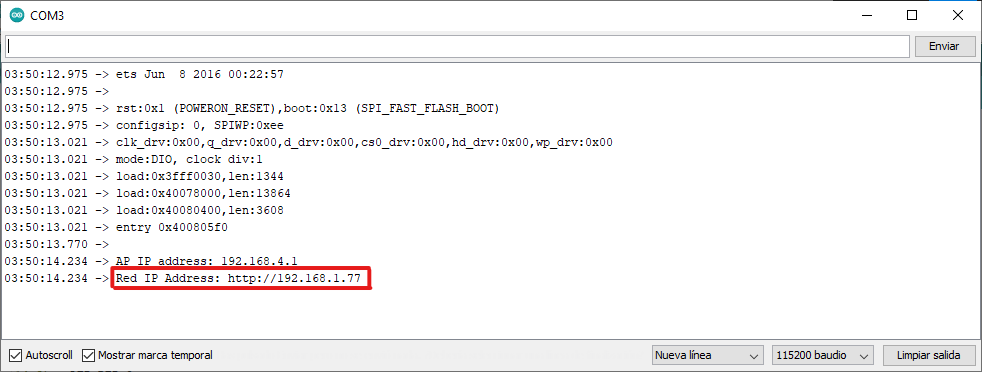 COM3
Enviar
03:50:12.975 -> ets Jun  8 2016 00:22:57
03:50:12.975 ->
03:50:12.975 -> rst:0x1 (POWERON_RESET),boot:0x13 (SPI_FAST_FLASH_BOOT)
03:50:12.975 -> configsip: 0, SPIWP:0xee
03:50:13.021 -> clk_drv:0x00,q_drv:0x00,d_drv:0x00,cs0_drv:0x00,hd_drv:0x00,wp_drv:0x00
03:50:13.021 -> mode:DIO, clock div:1
03:50:13.021 -> load:0x3fff0030,len:1344
03:50:13.021 -> load:0x40078000,len:13864
03:50:13.021 -> load:0x40080400,len:3608
03:50:13.021 -> entry 0x400805f0
03:50:13.770 ->
03:50:14.234 -> AP IP address: 192.168.4.1
03:50:14.234 -> Red IP Address: http://192.168.1.77
Autoscroll Mostrar marca temporal Nueva línea 115200 baudio Limpiar salida